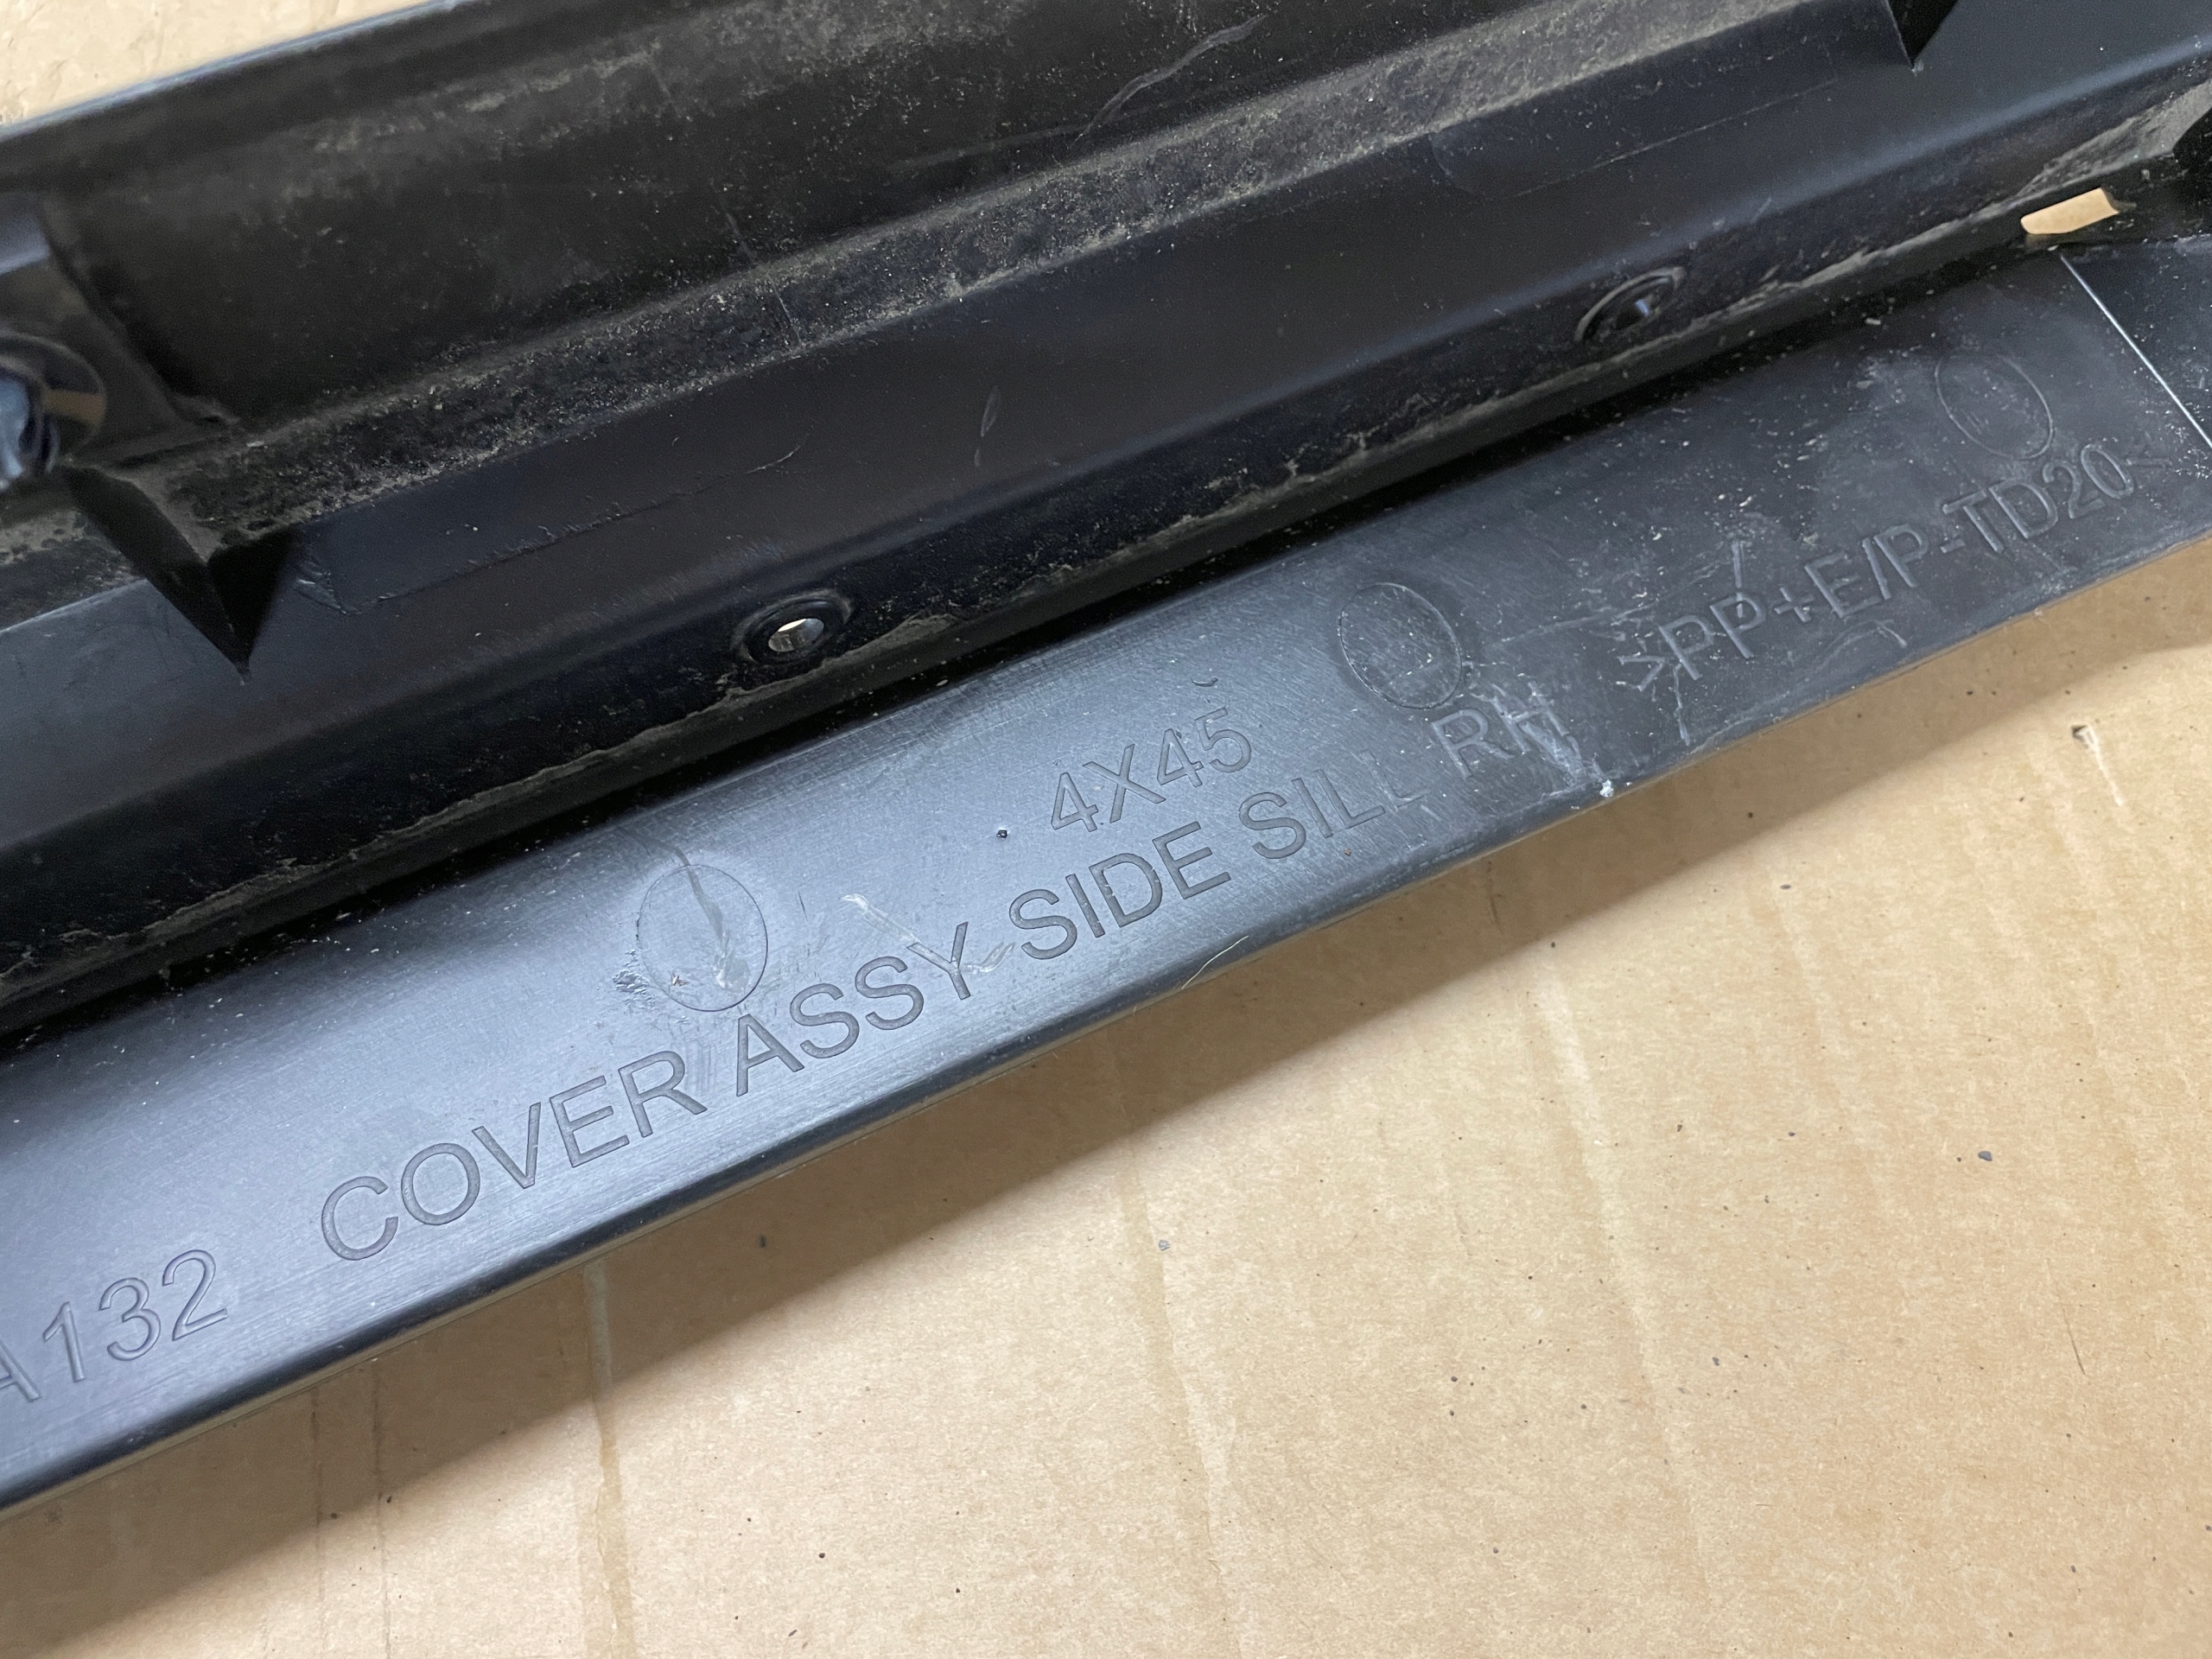 4X45
A132 COVER ASSY-SIDE SILL RH >PP+E/P-TD20<